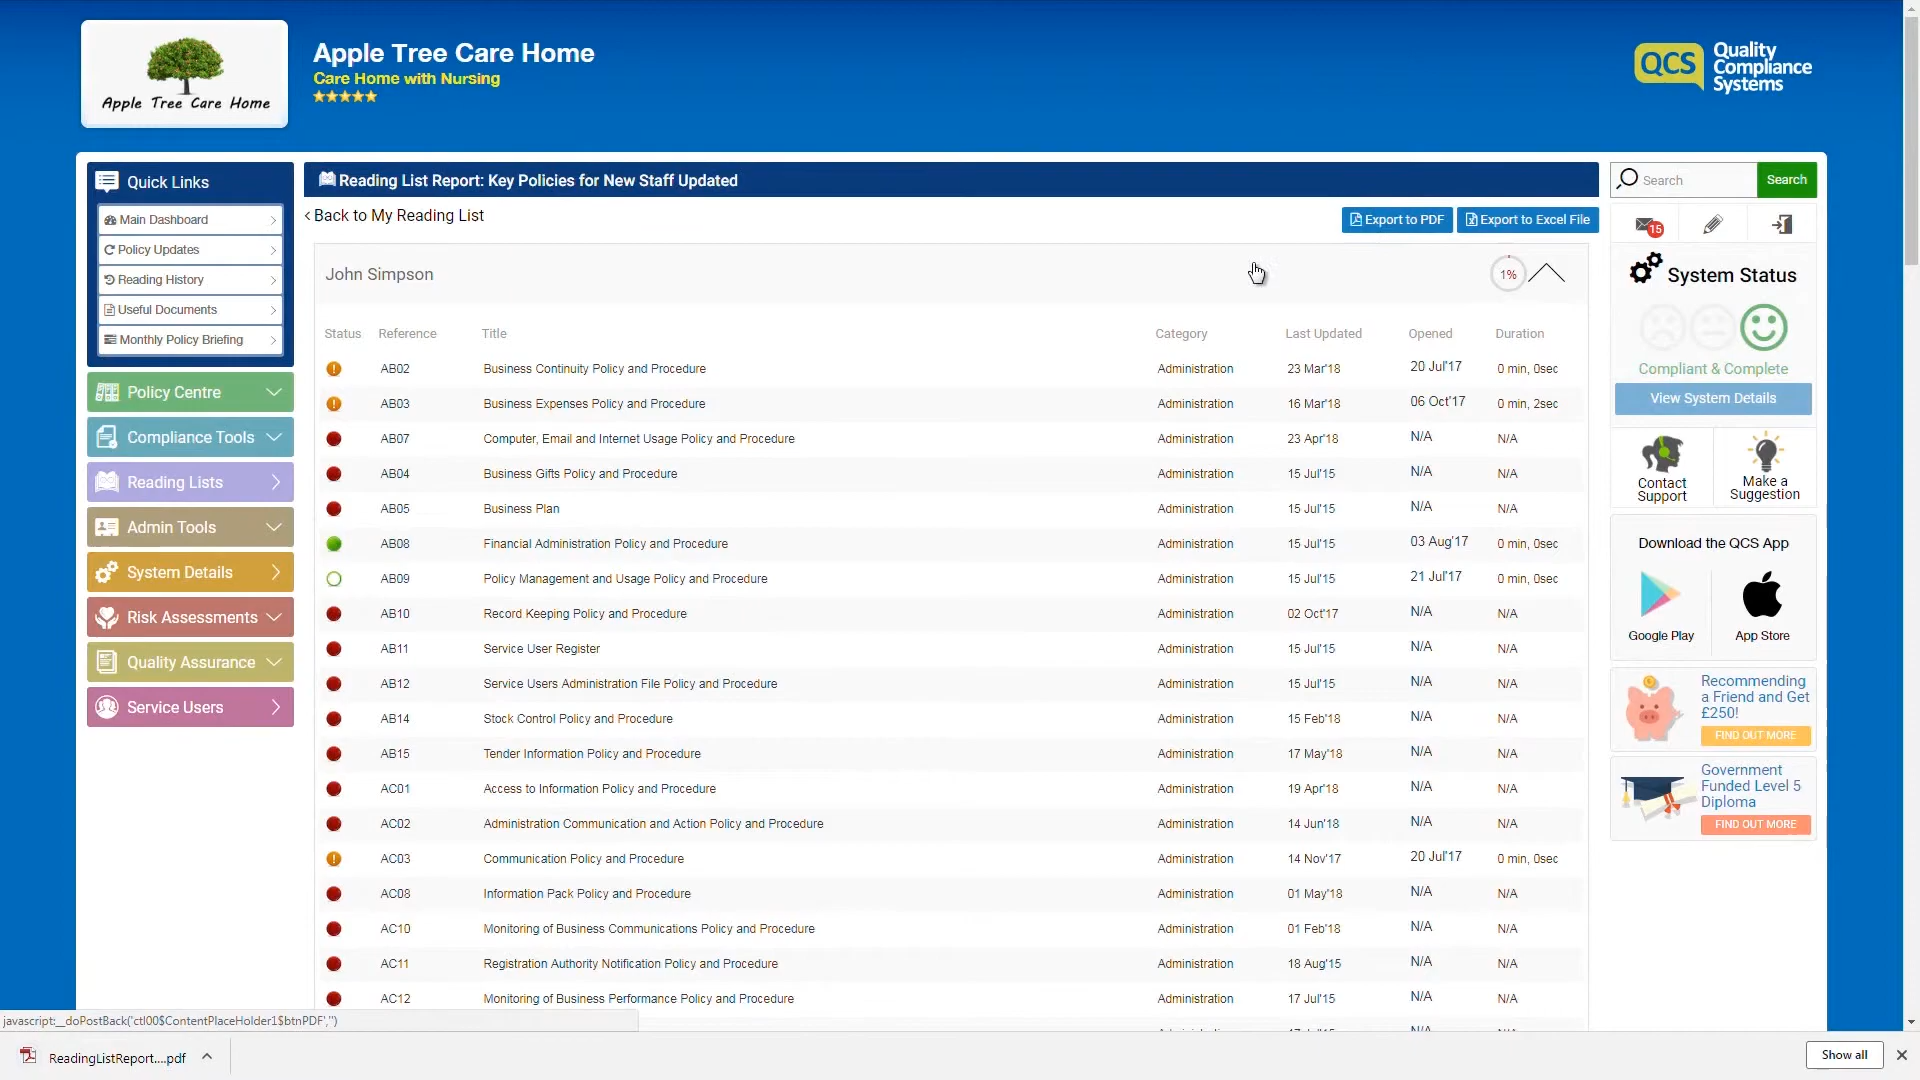 Apple Tree Care Home
Apple Tree Care Home
Care Home with Nursing
QCS Quality Compliance Systems
Quick Links
Main Dashboard
Policy Updates
Reading History
Useful Documents
Monthly Policy Briefing
Policy Centre
Compliance Tools
Reading Lists
Admin Tools
System Details
Risk Assessments
Quality Assurance
Service Users
Reading List Report: Key Policies for New Staff Updated
‹ Back to My Reading List
Export to PDF Export to Excel File
John Simpson 1%
Status Reference Title Category Last Updated Opened Duration
AB02 Business Continuity Policy and Procedure Administration 23 Mar'18 20 Jul'17 0 min, 0sec
AB03 Business Expenses Policy and Procedure Administration 16 Mar'18 06 Oct'17 0 min, 2sec
AB07 Computer, Email and Internet Usage Policy and Procedure Administration 23 Apr'18 N/A N/A
AB04 Business Gifts Policy and Procedure Administration 15 Jul'15 N/A N/A
AB05 Business Plan Administration 15 Jul'15 N/A N/A
AB08 Financial Administration Policy and Procedure Administration 15 Jul'15 03 Aug'17 0 min, 0sec
AB09 Policy Management and Usage Policy and Procedure Administration 15 Jul'15 21 Jul'17 0 min, 0sec
AB10 Record Keeping Policy and Procedure Administration 02 Oct'17 N/A N/A
AB11 Service User Register Administration 15 Jul'15 N/A N/A
AB12 Service Users Administration File Policy and Procedure Administration 15 Jul'15 N/A N/A
AB14 Stock Control Policy and Procedure Administration 15 Feb'18 N/A N/A
AB15 Tender Information Policy and Procedure Administration 17 May'18 N/A N/A
AC01 Access to Information Policy and Procedure Administration 19 Apr'18 N/A N/A
AC02 Administration Communication and Action Policy and Procedure Administration 14 Jun'18 N/A N/A
AC03 Communication Policy and Procedure Administration 14 Nov'17 20 Jul'17 0 min, 0sec
AC08 Information Pack Policy and Procedure Administration 01 May'18 N/A N/A
AC10 Monitoring of Business Communications Policy and Procedure Administration 01 Feb'18 N/A N/A
AC11 Registration Authority Notification Policy and Procedure Administration 18 Aug'15 N/A N/A
AC12 Monitoring of Business Performance Policy and Procedure Administration 17 Jul'15 N/A N/A
Search Search
15
System Status
Compliant & Complete
View System Details
Contact Support
Make a Suggestion
Download the QCS App
Google Play App Store
Recommending
a Friend and Get
£250!
FIND OUT MORE
Government
Funded Level 5
Diploma
FIND OUT MORE
javascript:__doPostBack('ctl00$ContentPlaceHolder1$btnPDF','')
ReadingListReport....pdf
Show all